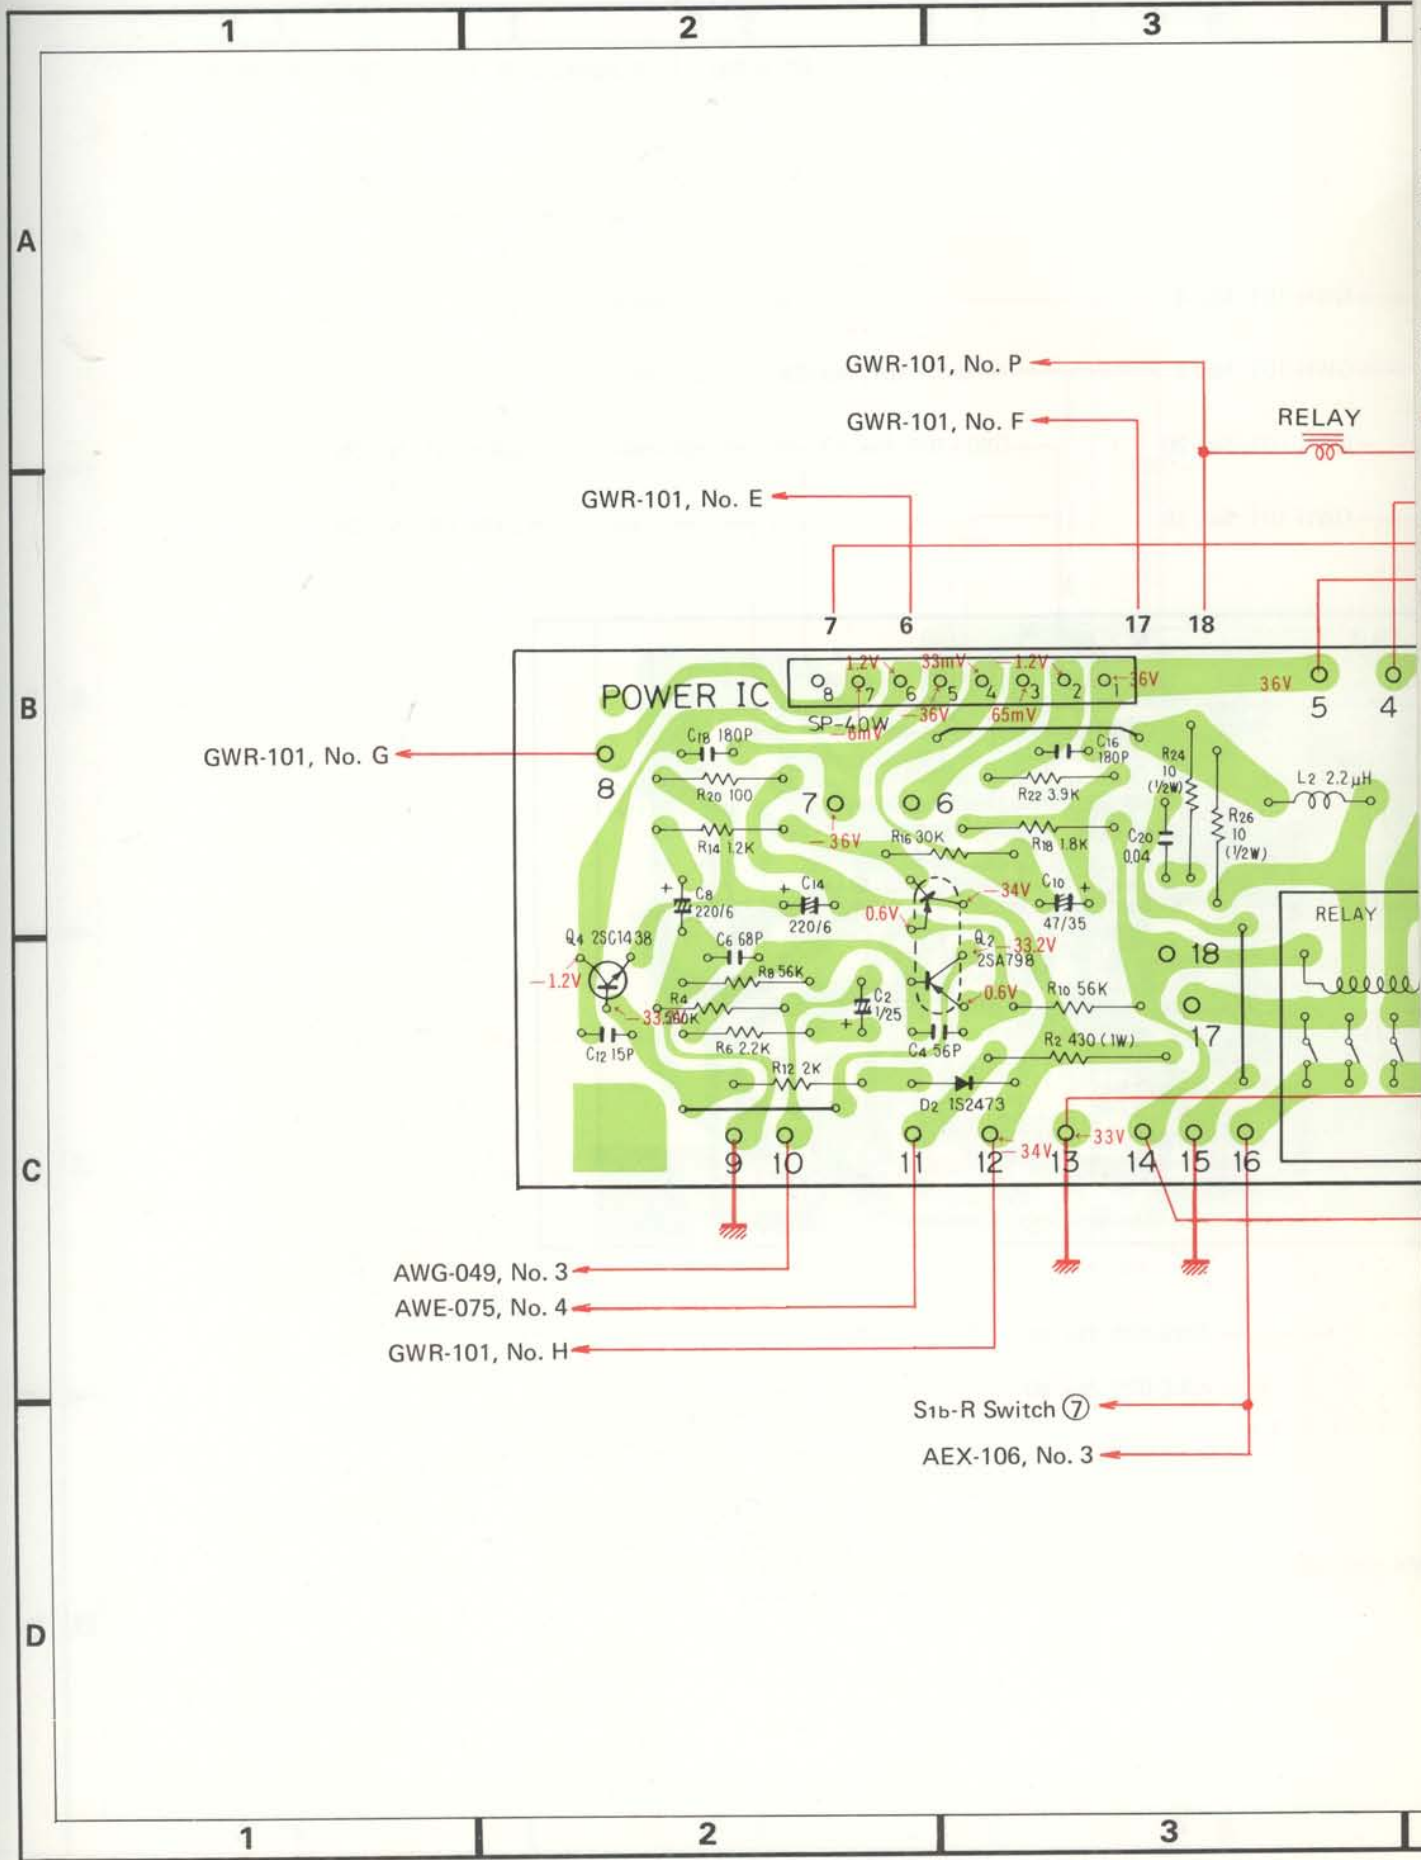 1 2 3
A
GWR-101, No. P
GWR-101, No. F
RELAY
GWR-101, No. E
7 6 17 18
B
POWER IC
1.2V 33mV —1.2V
8 7 6 5 4 3 2 1
—36V
36V
5 4
SP-40W
—6mV
—36V
65mV
GWR-101, No. G
8
C18 180P
C16 180P
R24 10 (1/2W)
L2 2.2μH
R20 100
7 6
R22 3.9K
R14 1.2K
—36V
R16 30K
R18 1.8K
C20 0.04
R26 10 (1/2W)
C8 220/6
C14 220/6
—34V
C10 47/35
RELAY
0.6V
Q4 2SC1438
C6 68P
Q2 2SA798
—33.2V
18
—1.2V
R8 56K
C2 1/25
0.6V
R10 56K
R4 560K
17
C12 15P
R6 2.2K
C4 56P
R2 430 (1W)
R12 2K
D2 1S2473
C
9 10 11 12 13 14 15 16
—34V
—33V
AWG-049, No. 3
AWE-075, No. 4
GWR-101, No. H
S1b-R Switch ⑦
AEX-106, No. 3
D
1 2 3